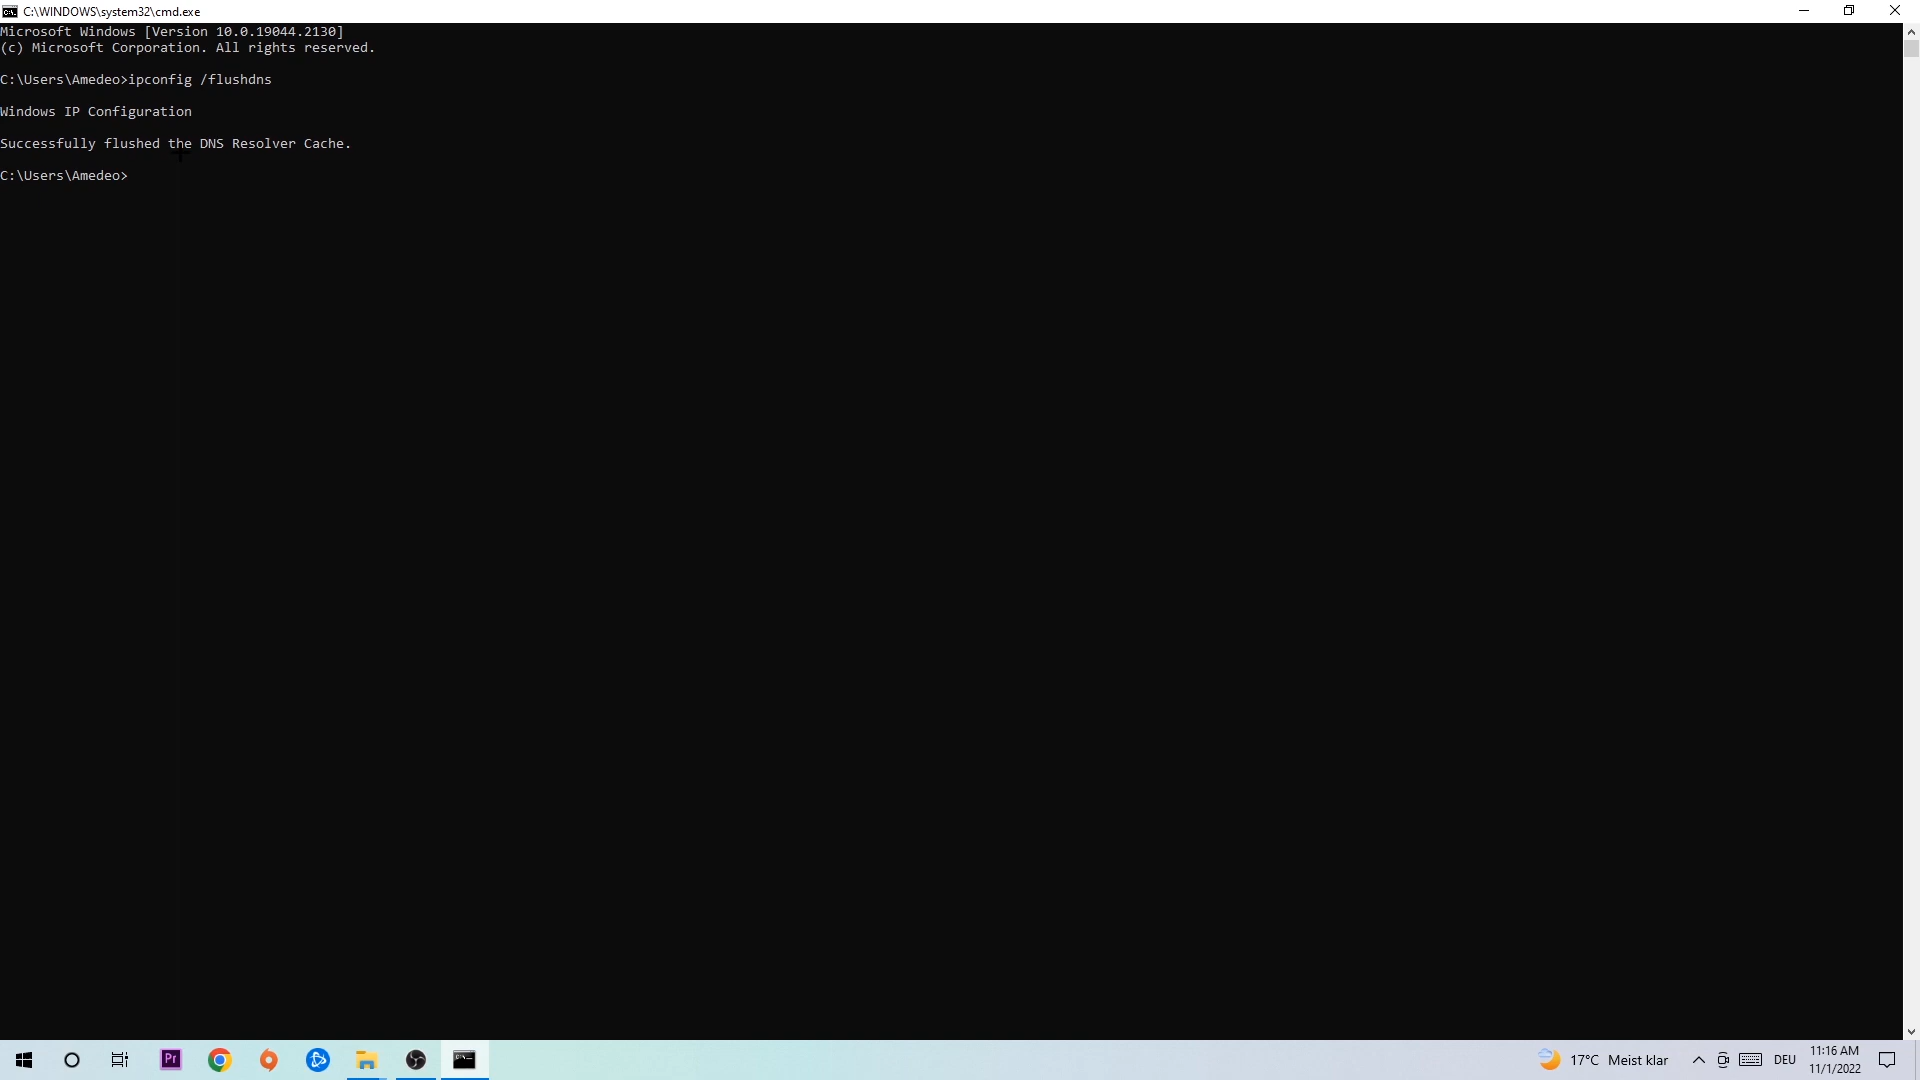 C:\WINDOWS\system32\cmd.exe
Microsoft Windows [Version 10.0.19044.2130]
(c) Microsoft Corporation. All rights reserved.
C:\Users\Amedeo>ipconfig /flushdns
Windows IP Configuration
Successfully flushed the DNS Resolver Cache.
C:\Users\Amedeo>
Pr
17°C Meist klar
DEU
11:16 AM
11/1/2022